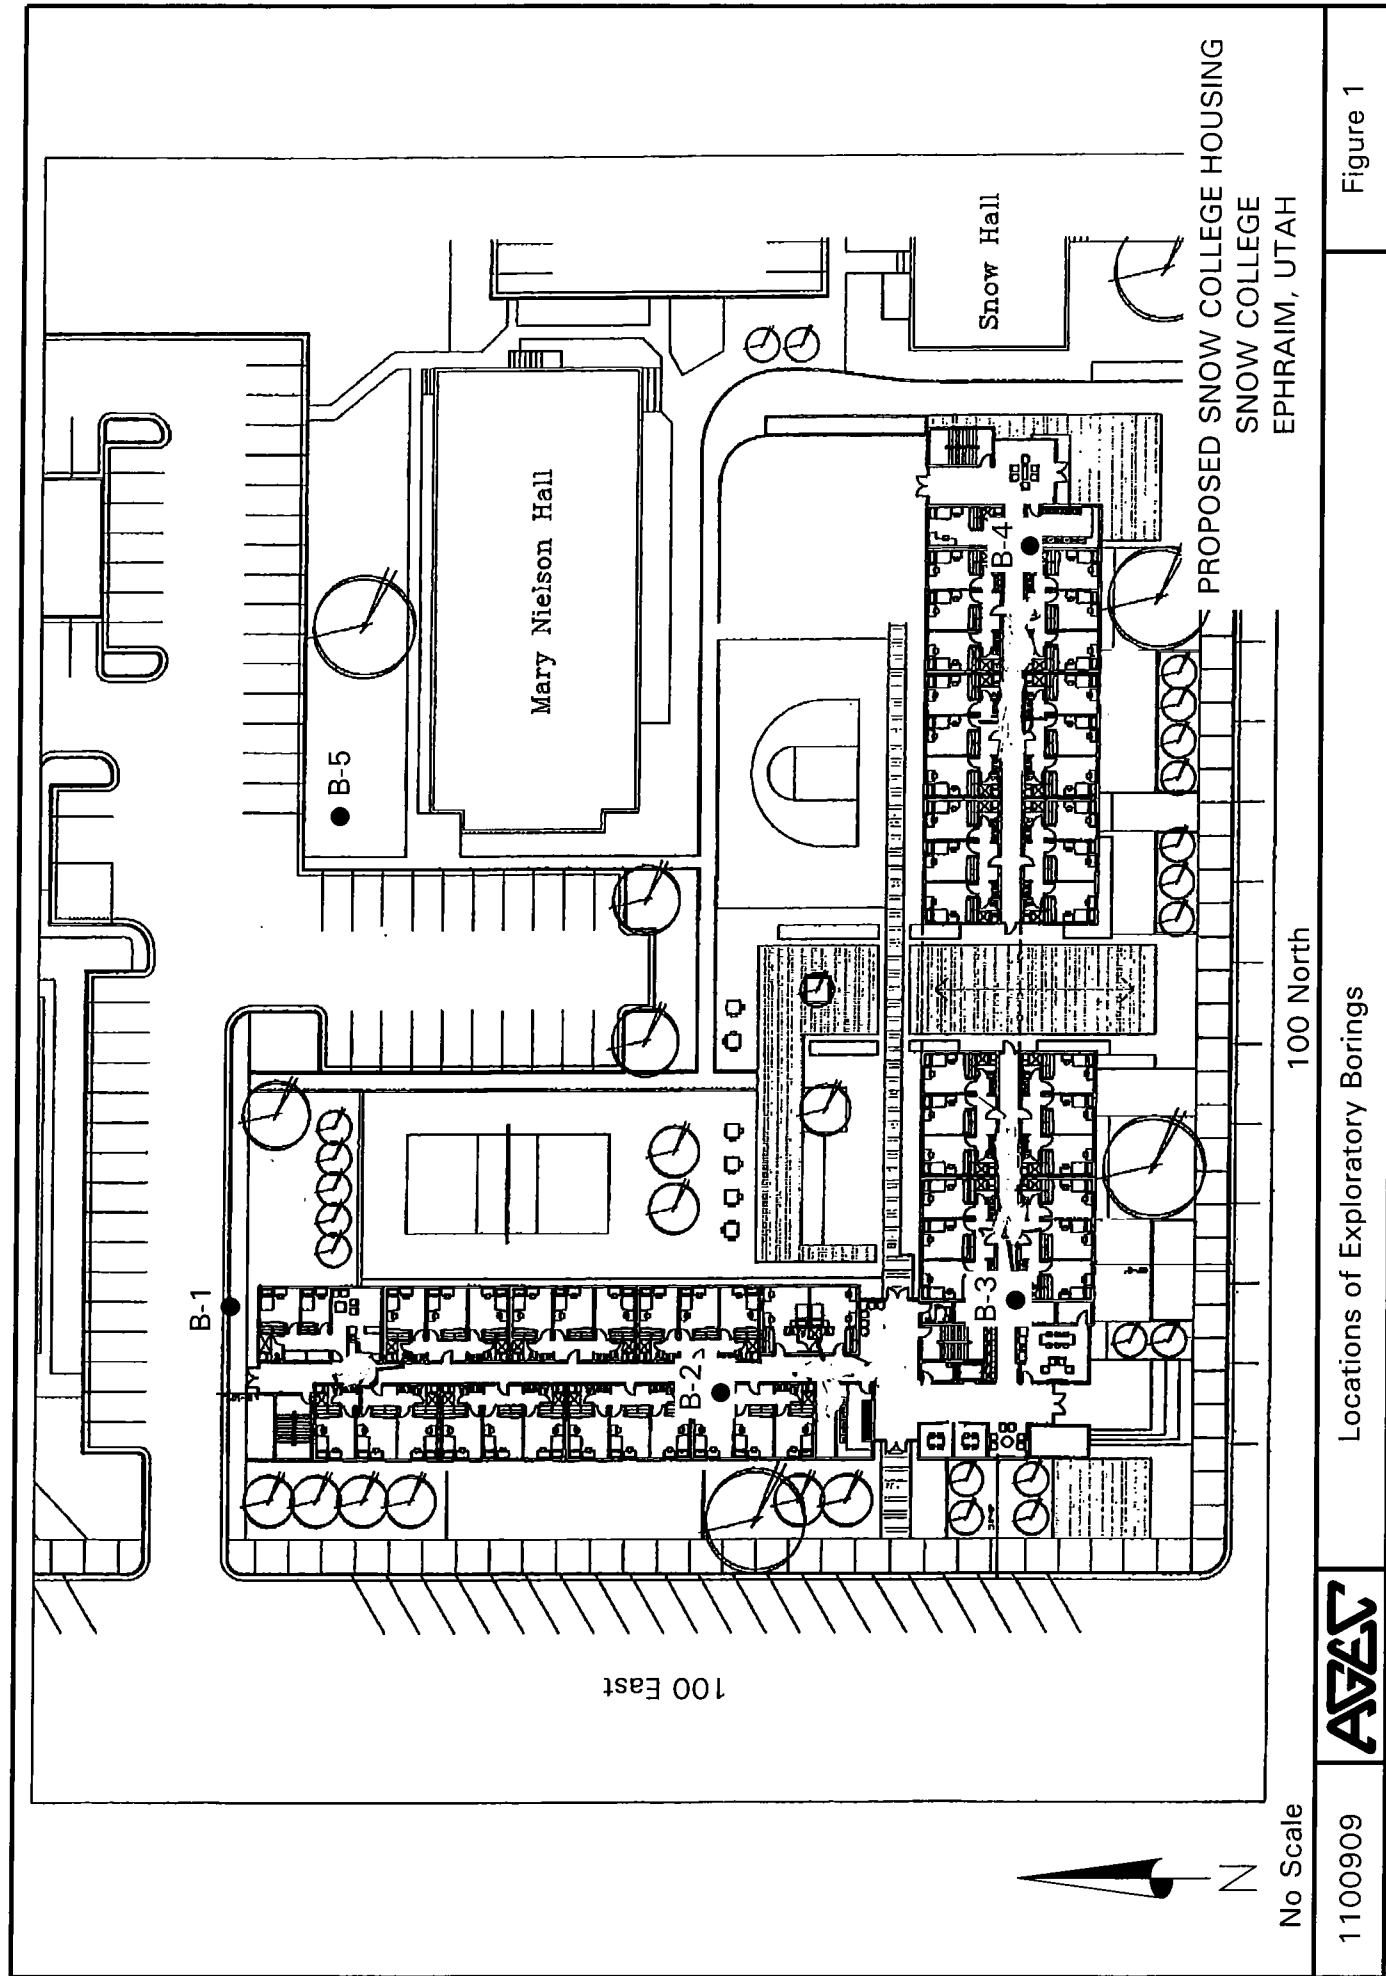 B-1
B-5
Mary Nielson Hall
Snow Hall
B-2
B-3
B-4
100 East
100 North
PROPOSED SNOW COLLEGE HOUSING
SNOW COLLEGE
EPHRAIM, UTAH
N
No Scale
1100909
AGEC
Locations of Exploratory Borings
Figure 1